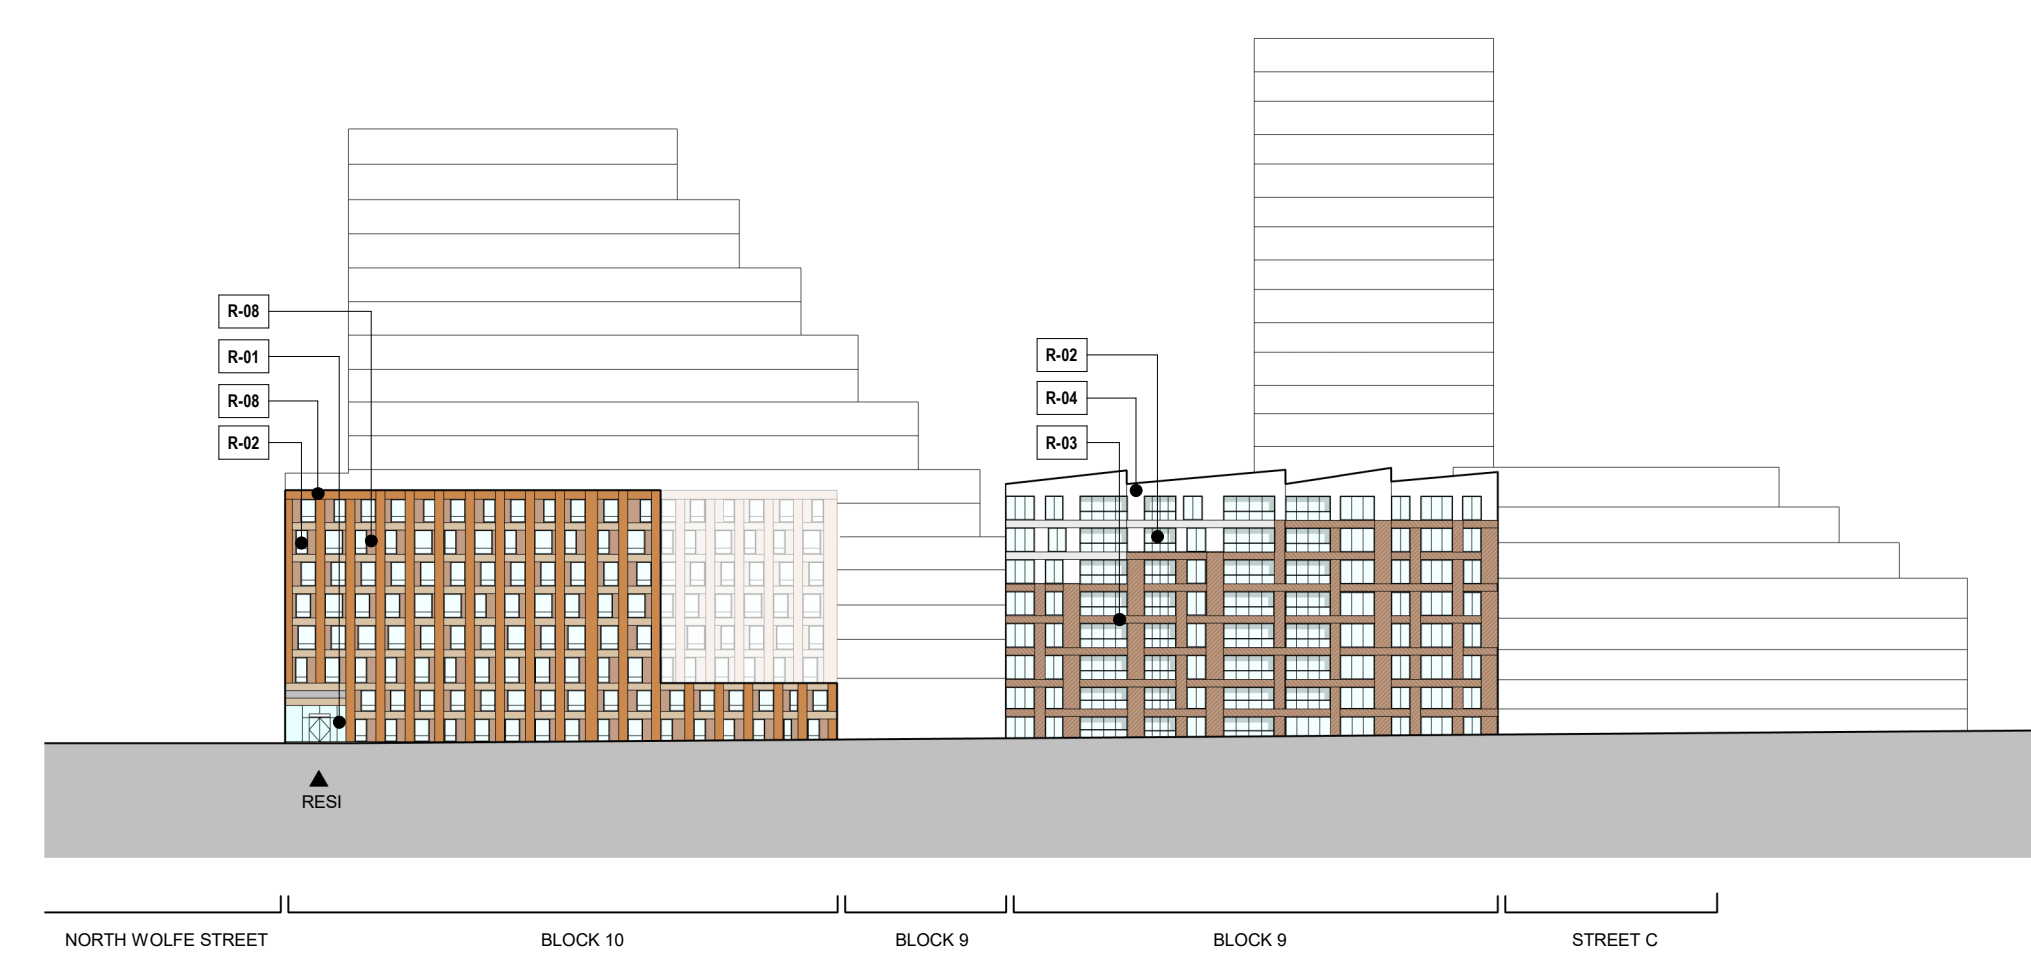 R-08
R-01
R-08
R-02
R-02
R-04
R-03
RESI
NORTH WOLFE STREET
BLOCK 10
BLOCK 9
BLOCK 9
STREET C